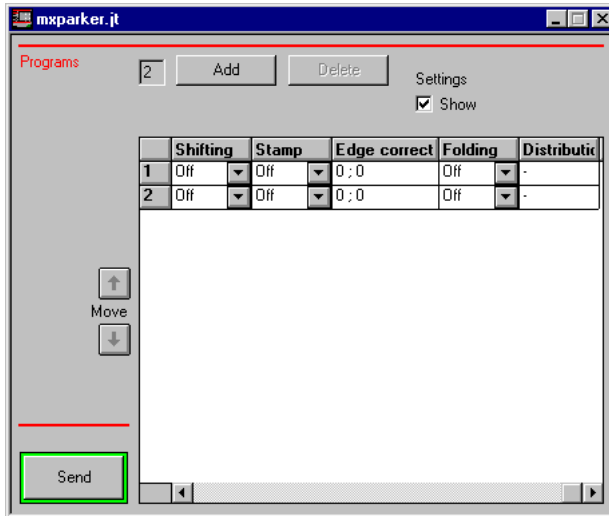 mxparker.jt
Programs
2
Add
Delete
Settings
Show
Shifting Stamp Edge correct Folding Distributic
1 Off Off 0 ; 0 Off -
2 Off Off 0 ; 0 Off -
Move
Send